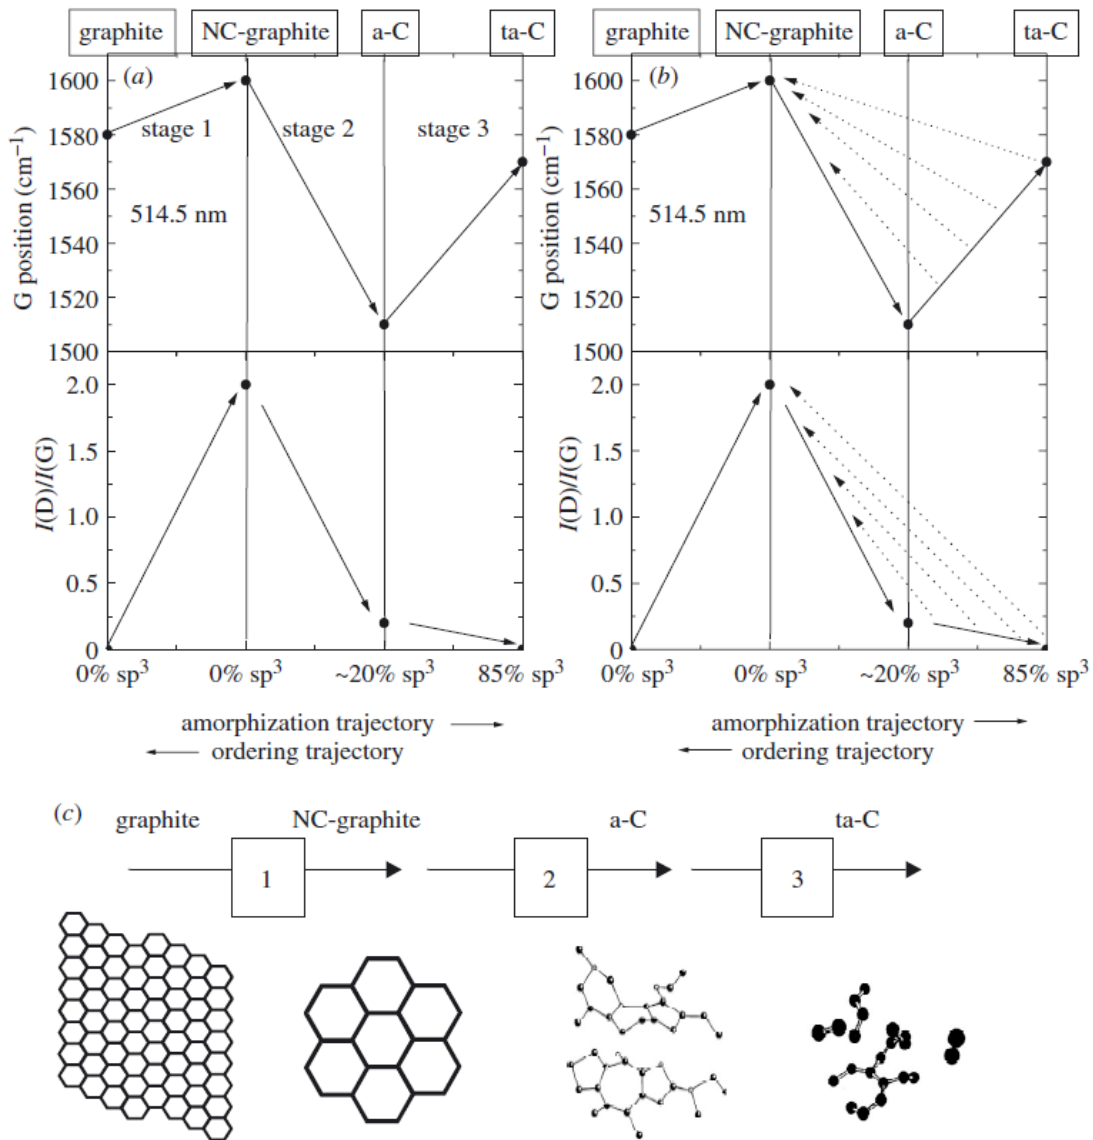 graphite NC-graphite a-C ta-C
(a)
1600
1580
1560
1540
1520
1500
G position (cm⁻¹)
stage 1 stage 2 stage 3
514.5 nm
2.0
1.5
1.0
0.5
0
I(D)/I(G)
0% sp³ 0% sp³ ~20% sp³ 85% sp³
amorphization trajectory
ordering trajectory
graphite NC-graphite a-C ta-C
(b)
1600
1580
1560
1540
1520
1500
G position (cm⁻¹)
514.5 nm
2.0
1.5
1.0
0.5
0
I(D)/I(G)
0% sp³ 0% sp³ ~20% sp³ 85% sp³
amorphization trajectory
ordering trajectory
(c)
graphite NC-graphite a-C ta-C
1 2 3